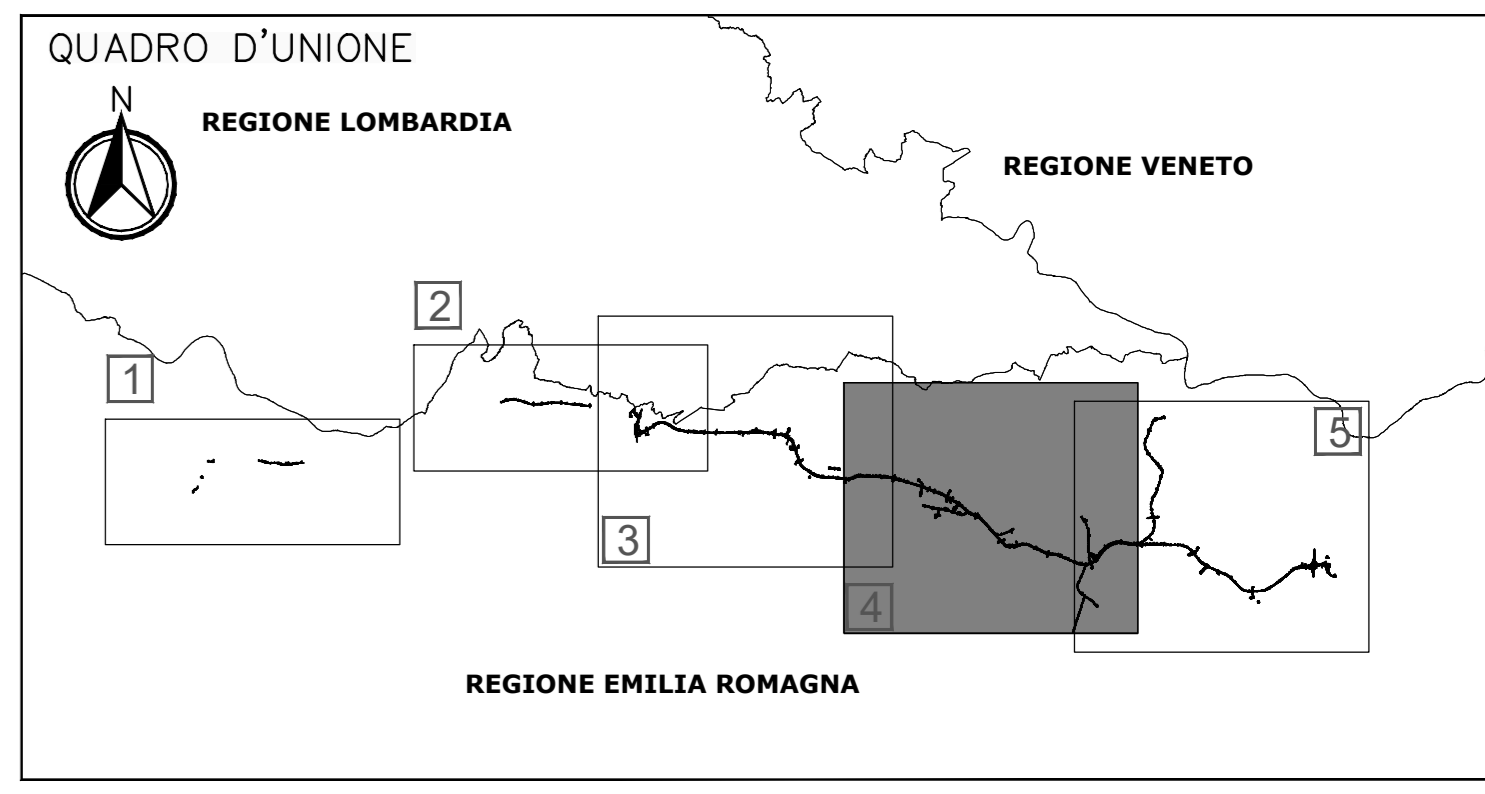 QUADRO D'UNIONE
N
REGIONE LOMBARDIA
REGIONE VENETO
2
1
5
3
4
REGIONE EMILIA ROMAGNA